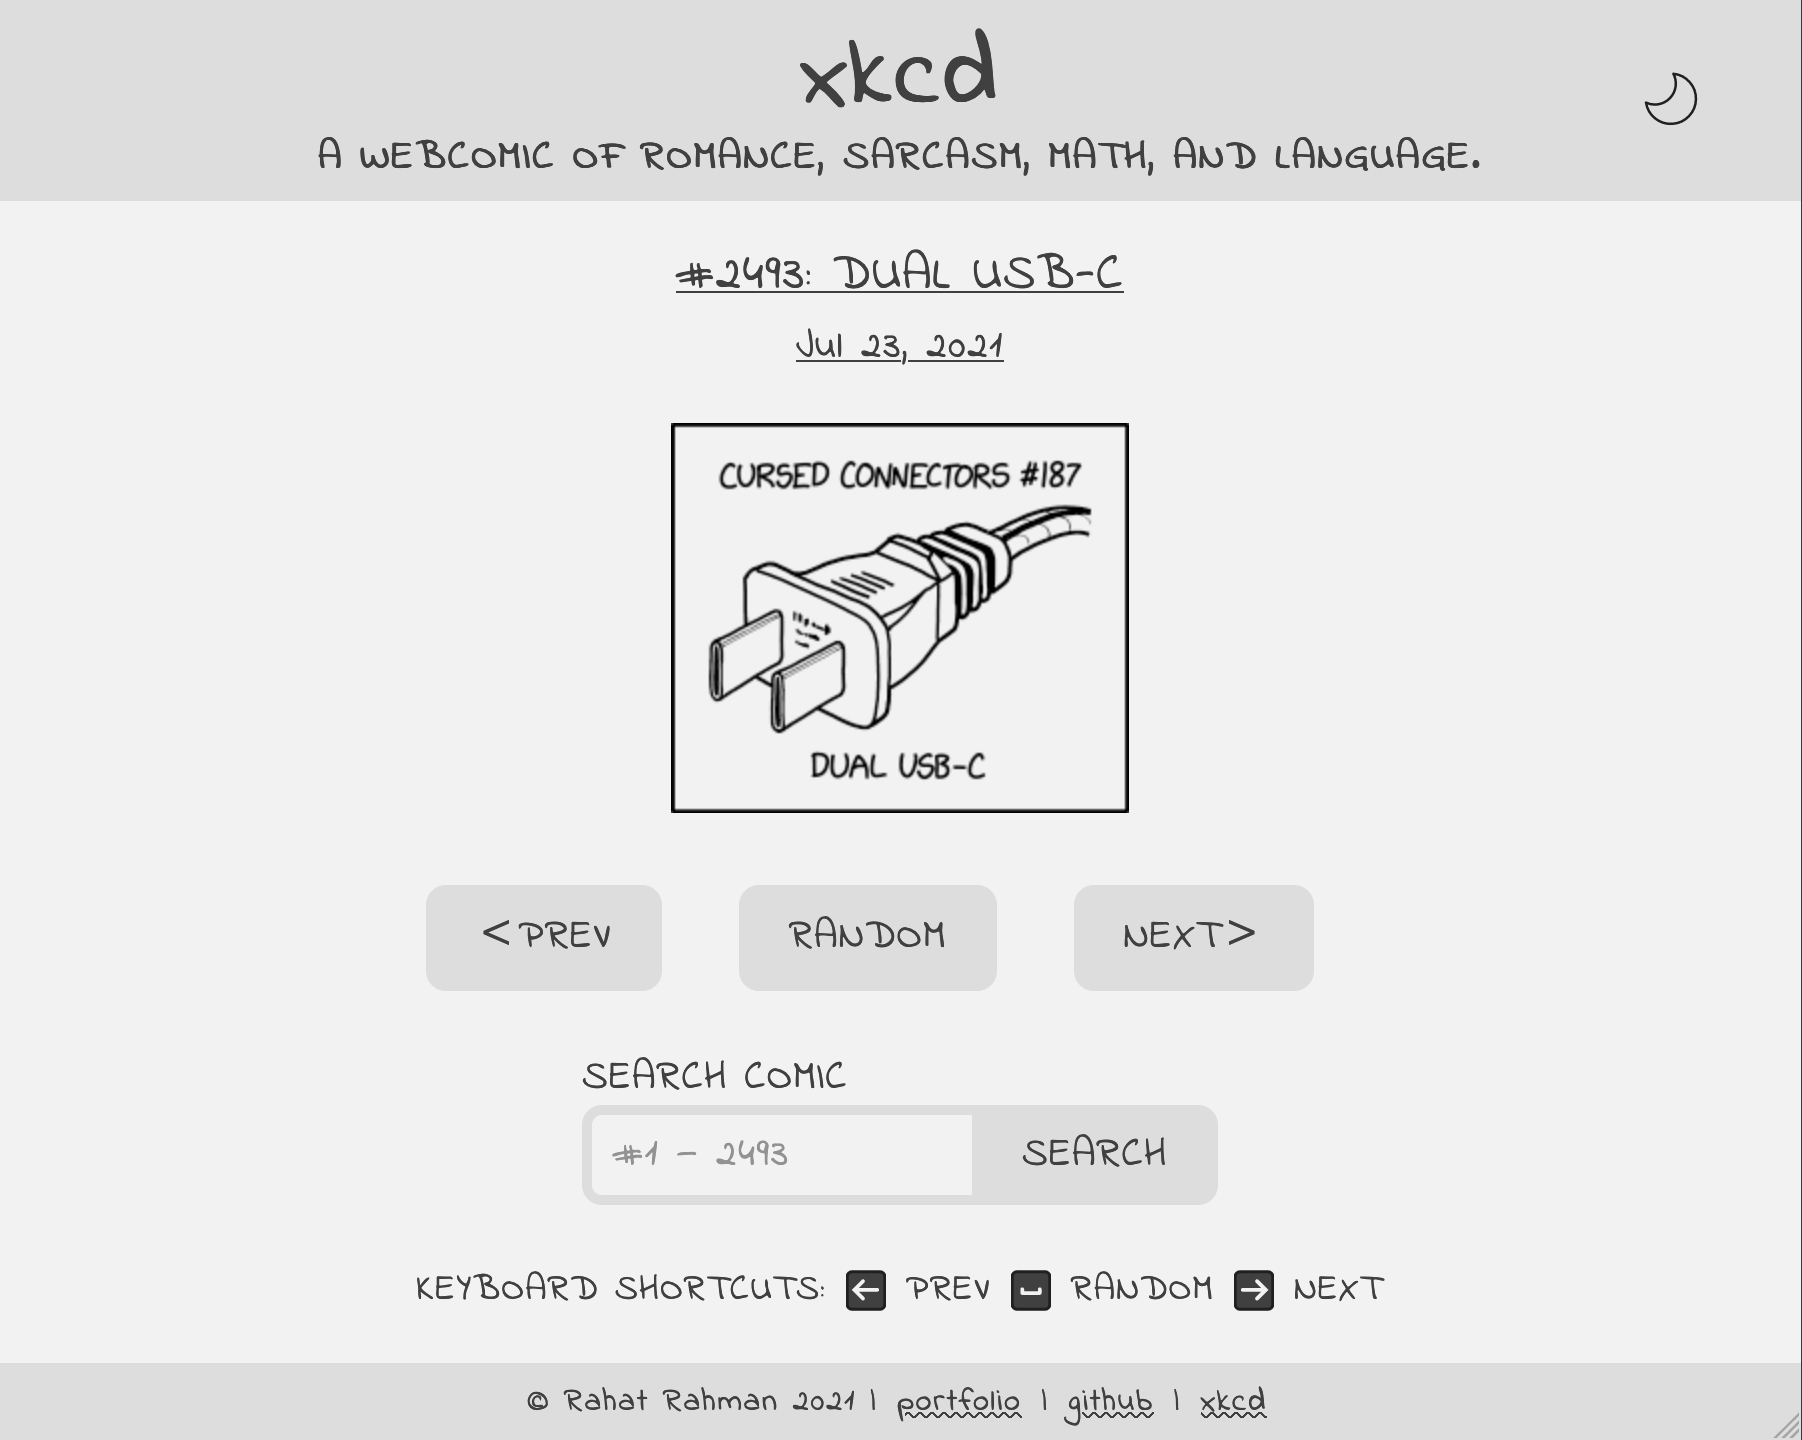 xkcd
A WEBCOMIC OF ROMANCE, SARCASM, MATH, AND LANGUAGE.
#2493: DUAL USB-C
Jul 23, 2021
CURSED CONNECTORS #187
DUAL USB-C
< PREV
RANDOM
NEXT >
SEARCH COMIC
#1 - 2493
SEARCH
KEYBOARD SHORTCUTS: ← PREV ⎵ RANDOM → NEXT
© Rahat Rahman 2021 | portfolio | github | xkcd